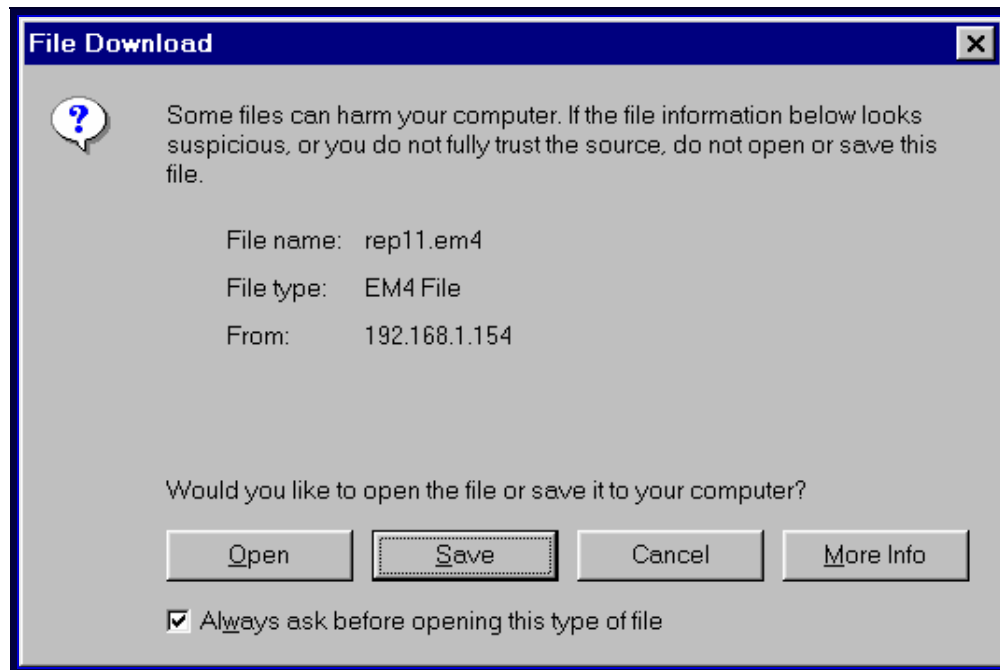 File Download
?
Some files can harm your computer. If the file information below looks
suspicious, or you do not fully trust the source, do not open or save this
file.
File name: rep11.em4
File type: EM4 File
From: 192.168.1.154
Would you like to open the file or save it to your computer?
Open Save Cancel More Info
Always ask before opening this type of file